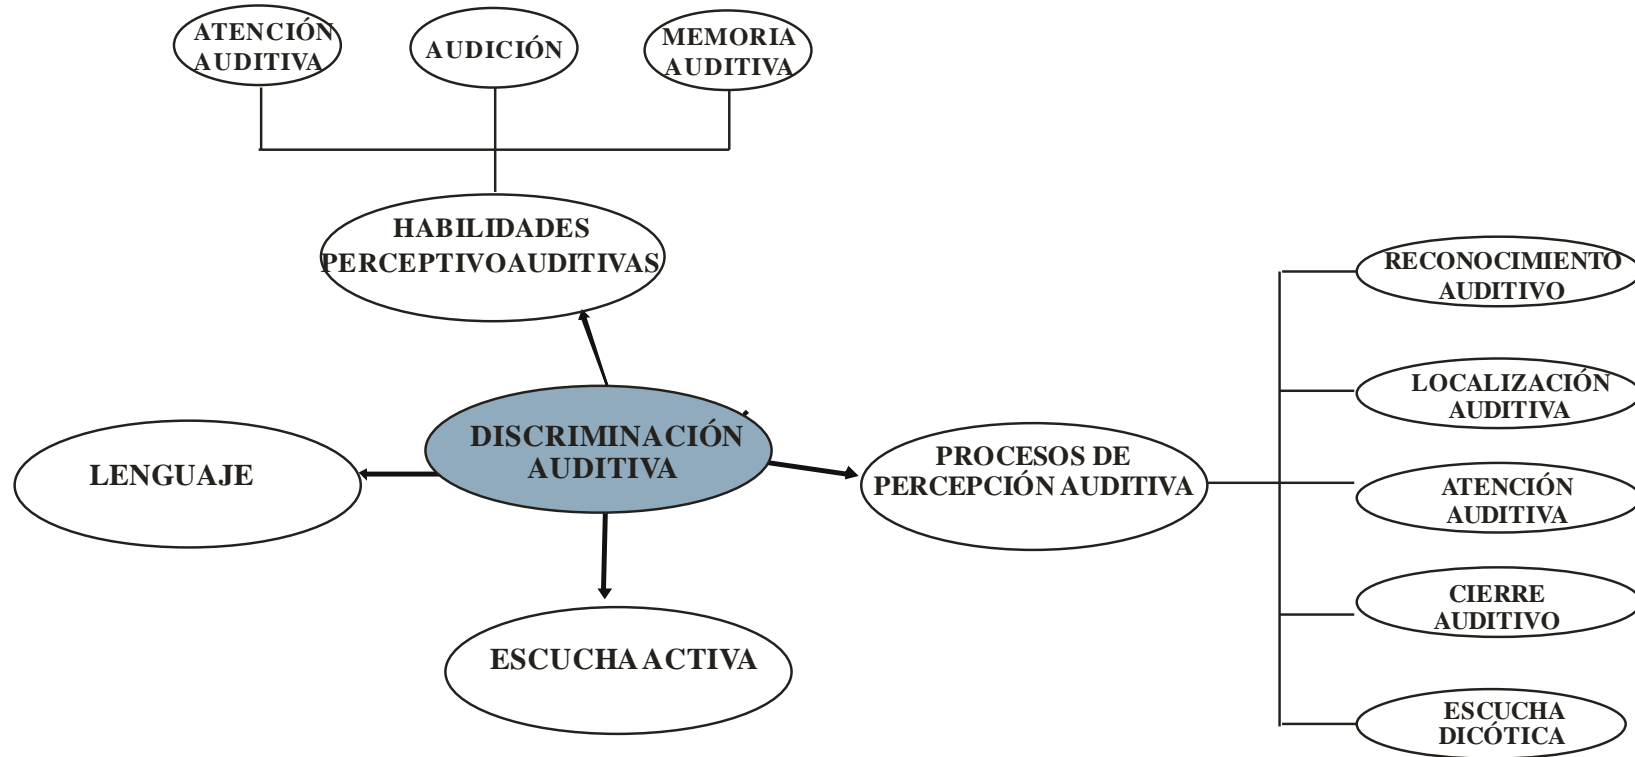 ATENCIÓN
AUDITIVA
AUDICIÓN
MEMORIA
AUDITIVA
HABILIDADES
PERCEPTIVOAUDITIVAS
DISCRIMINACIÓN
AUDITIVA
LENGUAJE
ESCUCHA ACTIVA
PROCESOS DE
PERCEPCIÓN AUDITIVA
RECONOCIMIENTO
AUDITIVO
LOCALIZACIÓN
AUDITIVA
ATENCIÓN
AUDITIVA
CIERRE
AUDITIVO
ESCUCHA
DICÓTICA